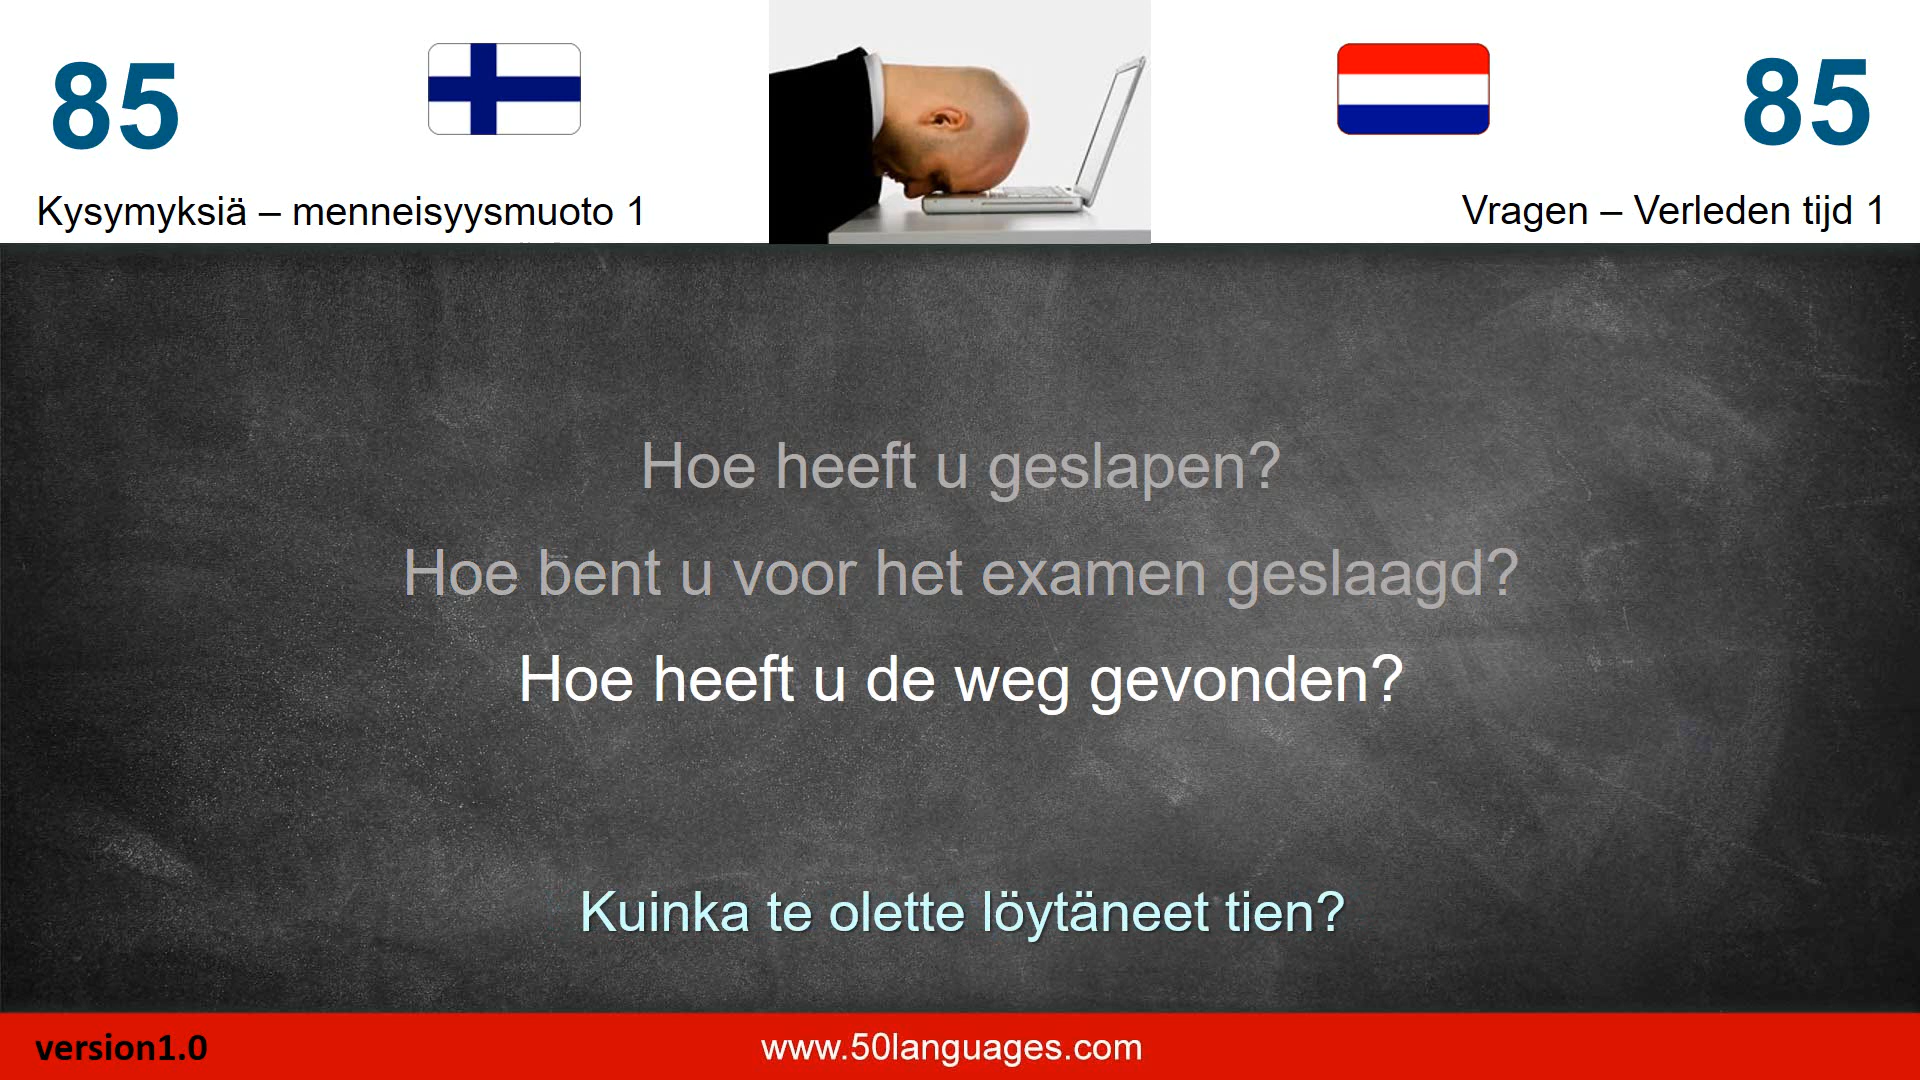 85
85
Kysymyksiä – menneisyysmuoto 1
Vragen – Verleden tijd 1
Hoe heeft u geslapen?
Hoe bent u voor het examen geslaagd?
Hoe heeft u de weg gevonden?
Kuinka te olette löytäneet tien?
version1.0
www.50languages.com